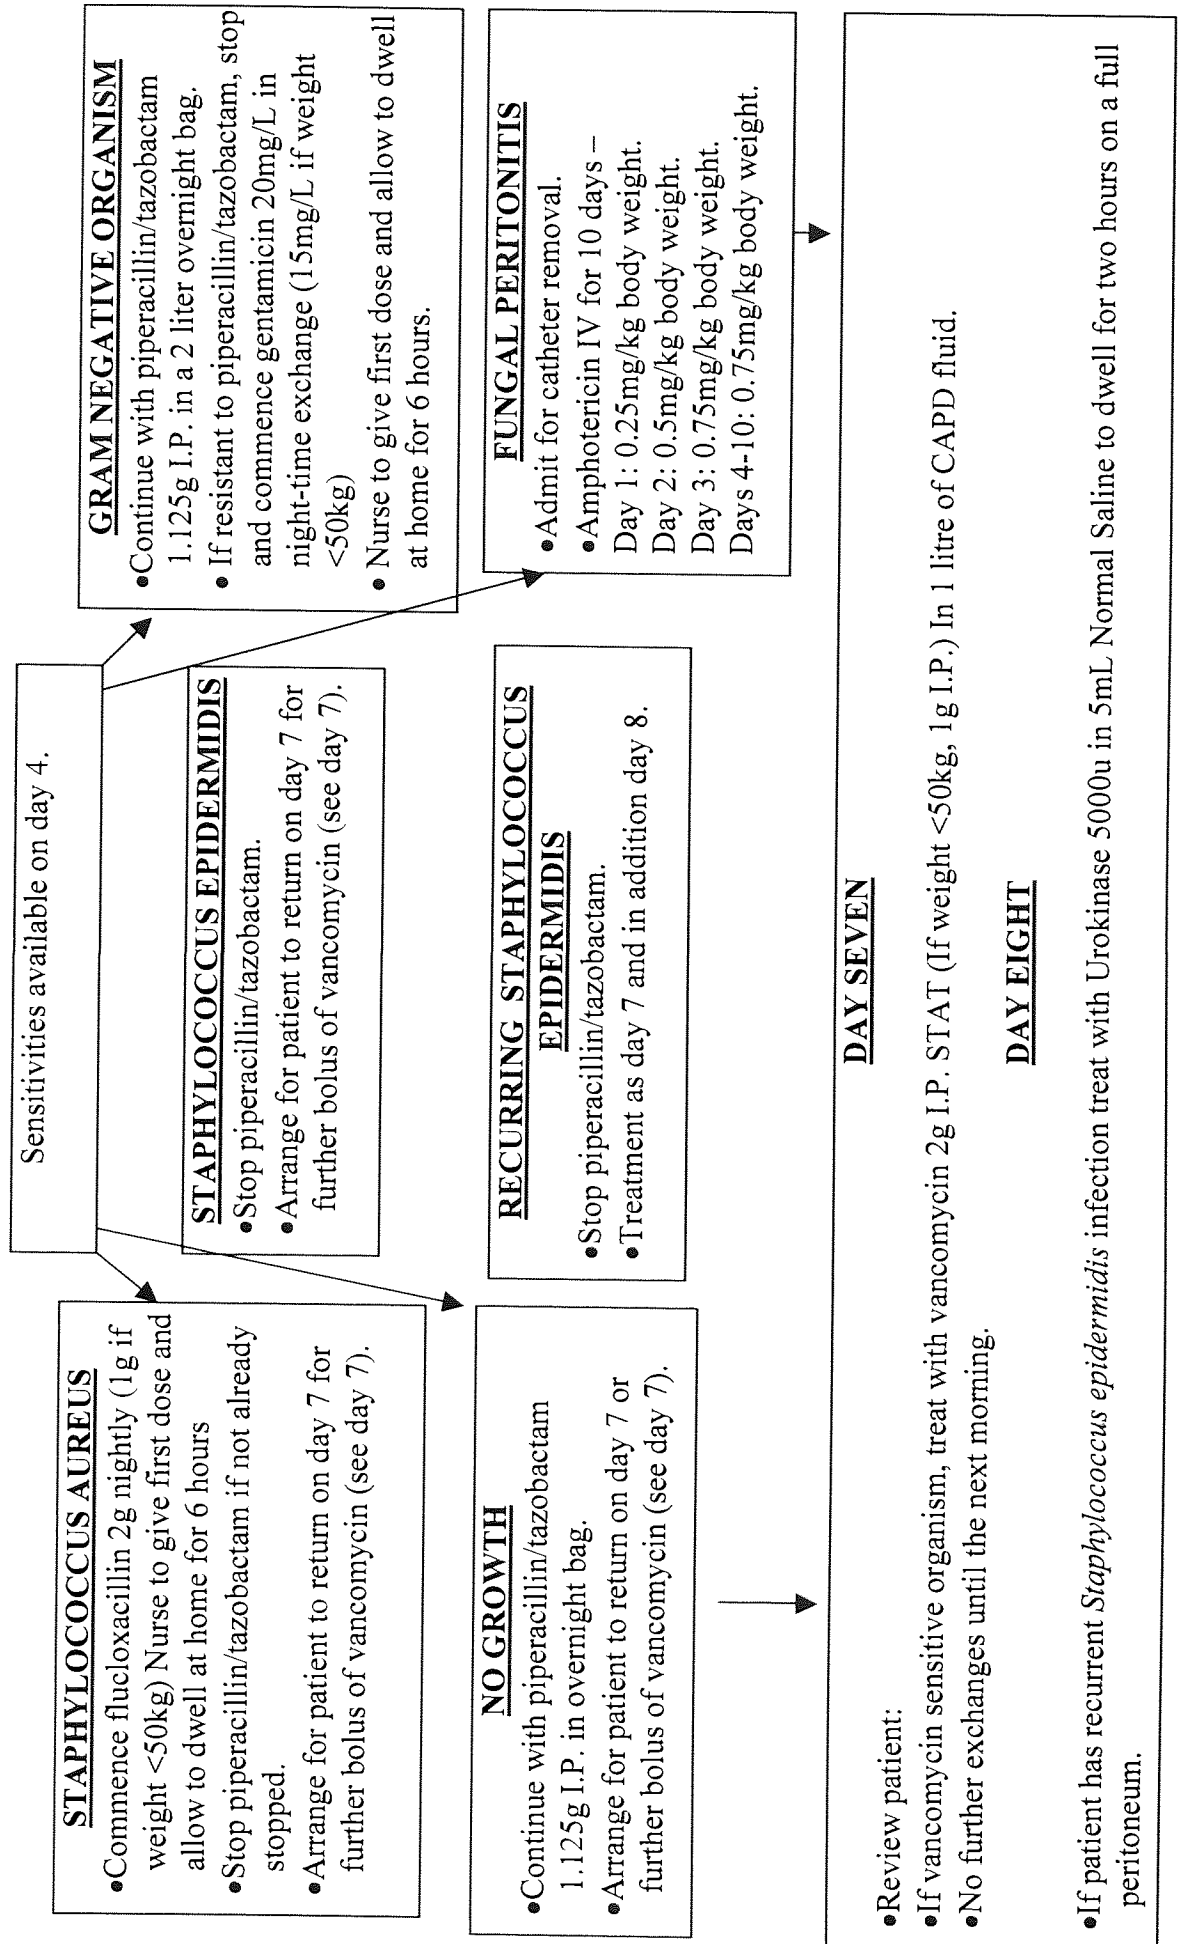 Sensitivities available on day 4.
STAPHYLOCOCCUS AUREUS
•Commence flucloxacillin 2g nightly (1g if
weight <50kg) Nurse to give first dose and
allow to dwell at home for 6 hours
•Stop piperacillin/tazobactam if not already
stopped.
•Arrange for patient to return on day 7 for
further bolus of vancomycin (see day 7).
STAPHYLOCOCCUS EPIDERMIDIS
•Stop piperacillin/tazobactam.
•Arrange for patient to return on day 7 for
further bolus of vancomycin (see day 7).
GRAM NEGATIVE ORGANISM
•Continue with piperacillin/tazobactam
1.125g I.P. in a 2 liter overnight bag.
• If resistant to piperacillin/tazobactam, stop
and commence gentamicin 20mg/L in
night-time exchange (15mg/L if weight
<50kg)
• Nurse to give first dose and allow to dwell
at home for 6 hours.
NO GROWTH
•Continue with piperacillin/tazobactam
1.125g I.P. in overnight bag.
•Arrange for patient to return on day 7 or
further bolus of vancomycin (see day 7).
RECURRING STAPHYLOCOCCUS
EPIDERMIDIS
•Stop piperacillin/tazobactam.
•Treatment as day 7 and in addition day 8.
FUNGAL PERITONITIS
•Admit for catheter removal.
•Amphotericin IV for 10 days –
Day 1: 0.25mg/kg body weight.
Day 2: 0.5mg/kg body weight.
Day 3: 0.75mg/kg body weight.
Days 4-10: 0.75mg/kg body weight.
DAY SEVEN
•Review patient:
•If vancomycin sensitive organism, treat with vancomycin 2g I.P. STAT (If weight <50kg, 1g I.P.) In 1 litre of CAPD fluid.
•No further exchanges until the next morning.
DAY EIGHT
•If patient has recurrent Staphylococcus epidermidis infection treat with Urokinase 5000u in 5mL Normal Saline to dwell for two hours on a full
peritoneum.